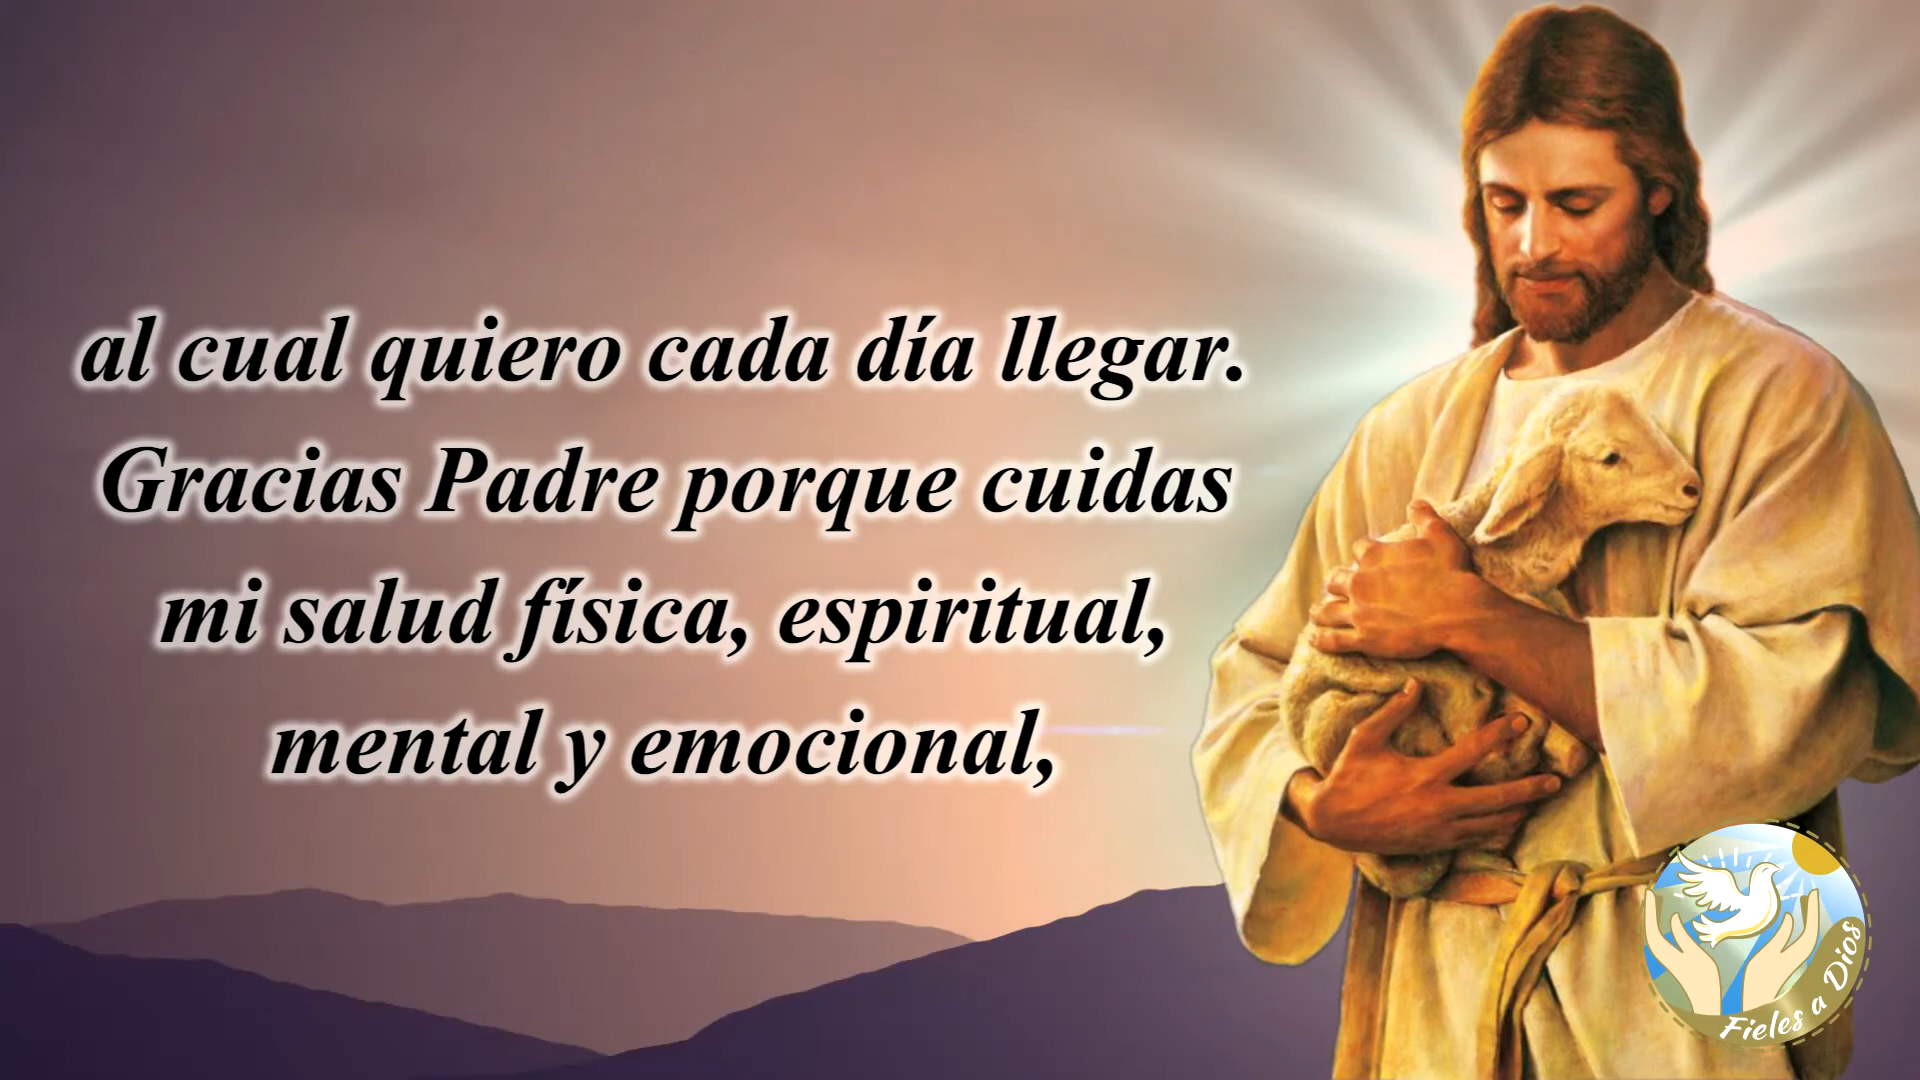 al cual quiero cada día llegar.
Gracias Padre porque cuidas
mi salud física, espiritual,
mental y emocional,
Fieles a Dios